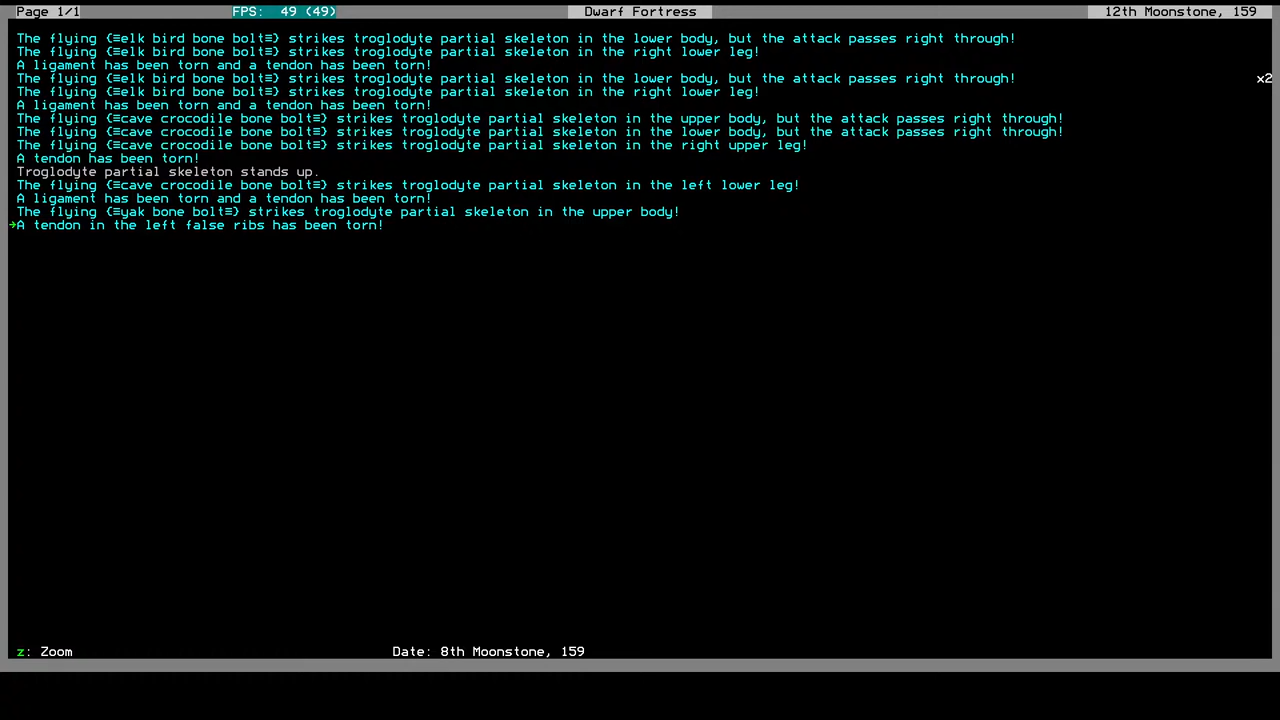 Page 1/1 FPS: 49 (49) Dwarf Fortress 12th Moonstone, 159
The flying {≡elk bird bone bolt≡} strikes troglodyte partial skeleton in the lower body, but the attack passes right through!
The flying {≡elk bird bone bolt≡} strikes troglodyte partial skeleton in the right lower leg!
A ligament has been torn and a tendon has been torn!
The flying {≡elk bird bone bolt≡} strikes troglodyte partial skeleton in the lower body, but the attack passes right through! x2
The flying {≡elk bird bone bolt≡} strikes troglodyte partial skeleton in the right lower leg!
A ligament has been torn and a tendon has been torn!
The flying {≡cave crocodile bone bolt≡} strikes troglodyte partial skeleton in the upper body, but the attack passes right through!
The flying {≡cave crocodile bone bolt≡} strikes troglodyte partial skeleton in the lower body, but the attack passes right through!
The flying {≡cave crocodile bone bolt≡} strikes troglodyte partial skeleton in the right upper leg!
A tendon has been torn!
Troglodyte partial skeleton stands up.
The flying {≡cave crocodile bone bolt≡} strikes troglodyte partial skeleton in the left lower leg!
A ligament has been torn and a tendon has been torn!
The flying {≡yak bone bolt≡} strikes troglodyte partial skeleton in the upper body!
→A tendon in the left false ribs has been torn!
z: Zoom Date: 8th Moonstone, 159